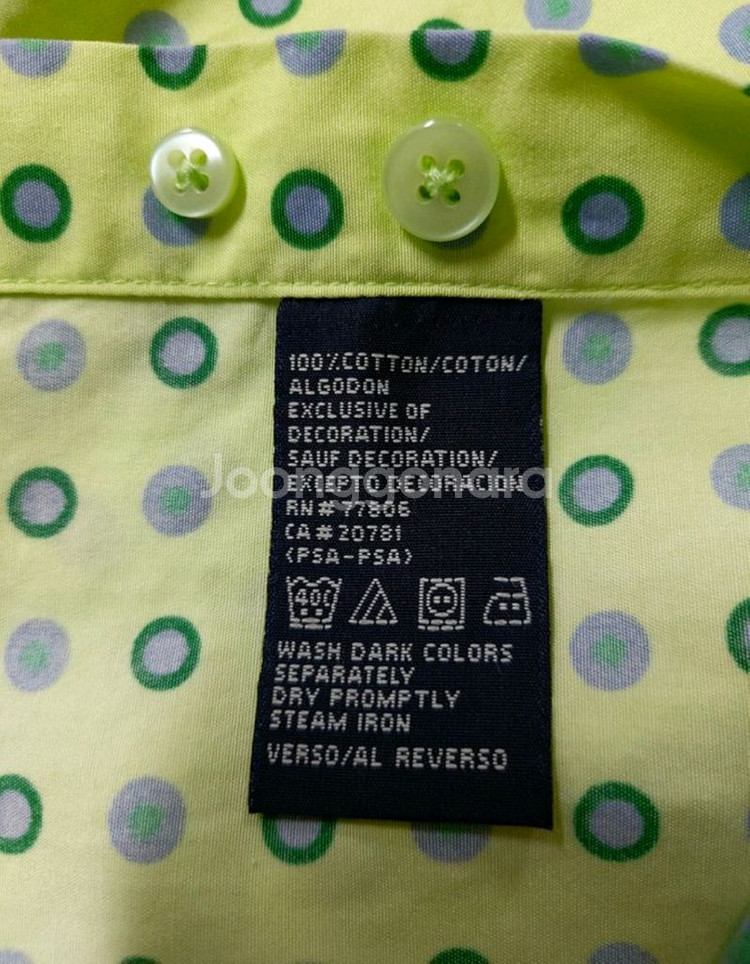 100% COTTON/COTON/
ALGODON
EXCLUSIVE OF
DECORATION/
SAUF DECORATION/
EXCEPTO DECORACION
RN # 77806
CA # 20781
(PSA-PSA)
400
WASH DARK COLORS
SEPARATELY
DRY PROMPTLY
STEAM IRON
VERSO/AL REVERSO
Joonggonara